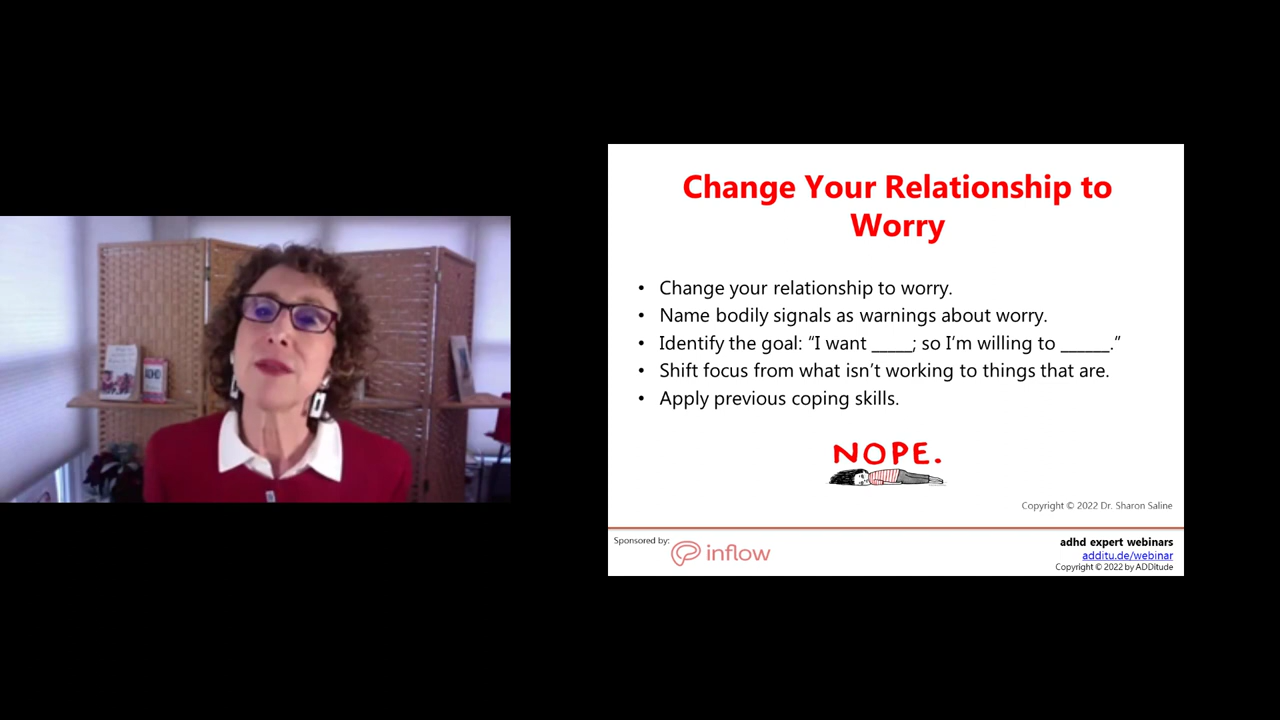 ADHD
Change Your Relationship to
Worry
• Change your relationship to worry.
• Name bodily signals as warnings about worry.
• Identify the goal: “I want _____; so I’m willing to ______.”
• Shift focus from what isn’t working to things that are.
• Apply previous coping skills.
NOPE.
Copyright © 2022 Dr. Sharon Saline
Sponsored by:
inflow
adhd expert webinars
additu.de/webinar
Copyright © 2022 by ADDitude